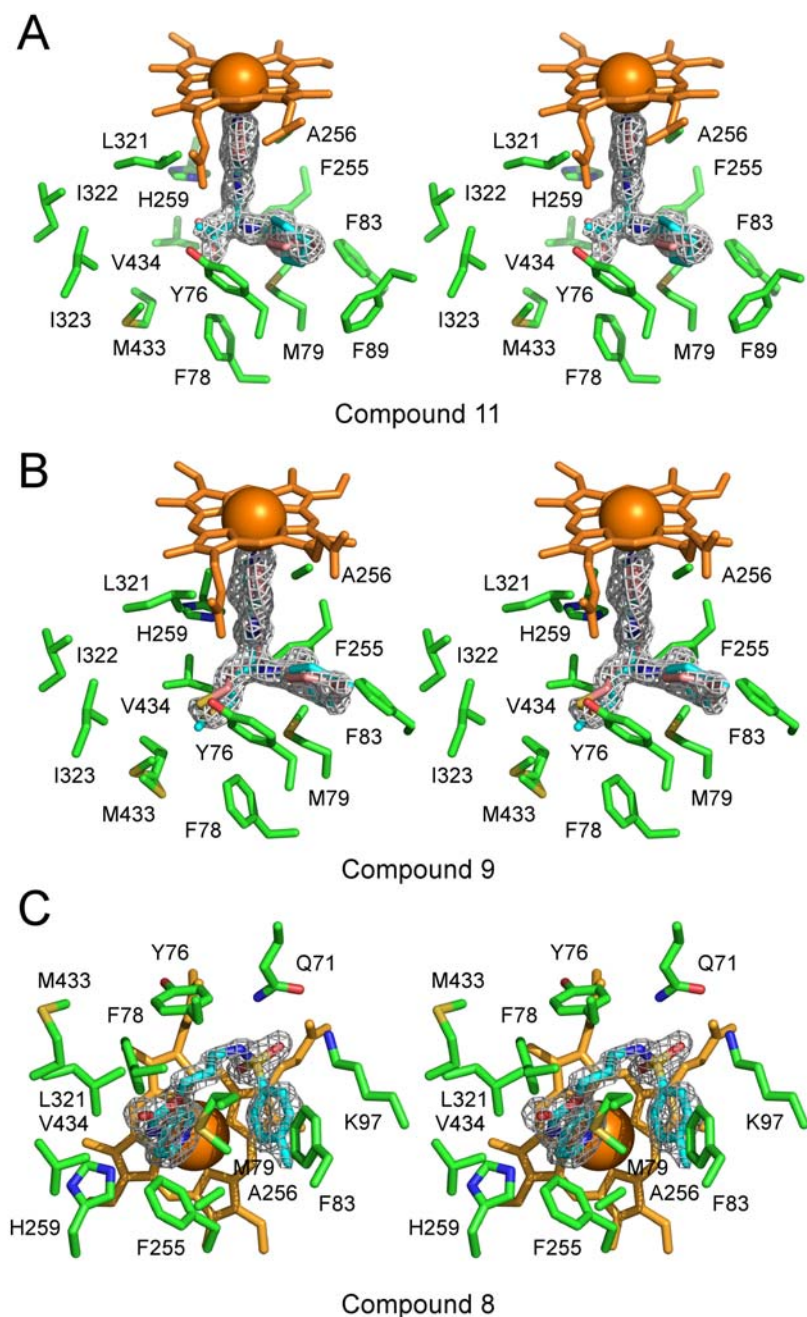 A
L321 A256 L321 A256
F255 F255
I322 H259 F83 I322 H259 F83
V434 V434
I323 Y76 I323 Y76
M433 M79 F89 M433 M79 F89
F78 F78
Compound 11
B
L321 A256 L321 A256
H259 H259
I322 F255 I322 F255
V434 V434
I323 Y76 F83 I323 Y76 F83
M433 M79 M433 M79
F78 F78
Compound 9
C
Y76 Q71 Y76 Q71
M433 M433
F78 F78
L321 L321
V434 K97 V434 K97
M79 M79
A256 F83 A256 F83
H259 H259
F255 F255
Compound 8